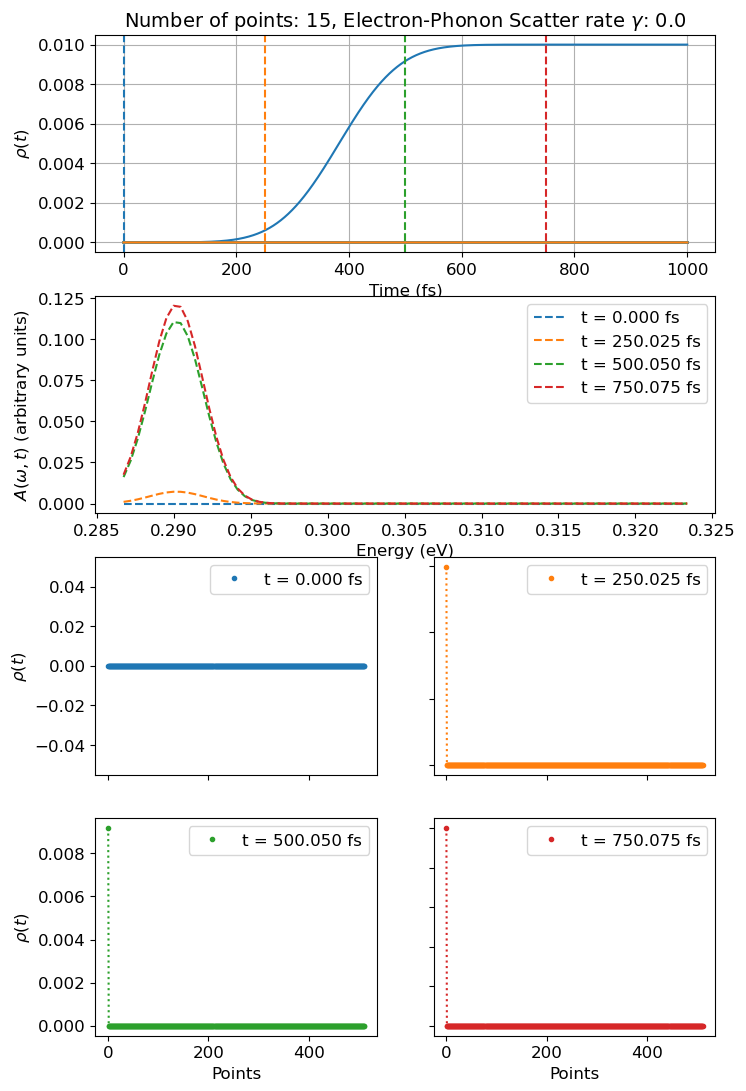 Number of points: 15, Electron-Phonon Scatter rate γ: 0.0
0.010
0.008
0.006
0.004
0.002
0.000
ρ(t)
0 200 400 600 800 1000
Time (fs)
0.125
0.100
0.075
0.050
0.025
0.000
A(ω, t) (arbitrary units)
t = 0.000 fs
t = 250.025 fs
t = 500.050 fs
t = 750.075 fs
0.285 0.290 0.295 0.300 0.305 0.310 0.315 0.320 0.325
Energy (eV)
0.04
0.02
0.00
−0.02
−0.04
ρ(t)
t = 0.000 fs
t = 250.025 fs
0.008
0.006
0.004
0.002
0.000
ρ(t)
t = 500.050 fs
t = 750.075 fs
0 200 400
0 200 400
Points
Points